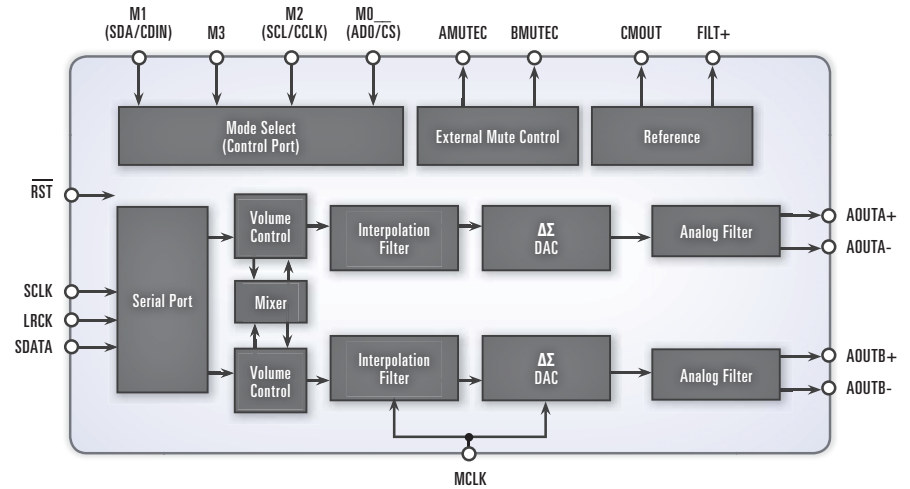 M1
(SDA/CDIN)
M3
M2
(SCL/CCLK)
M0__
(AD0/CS)
AMUTEC
BMUTEC
CMOUT
FILT+
Mode Select
(Control Port)
External Mute Control
Reference
RST
Serial Port
Volume
Control
Interpolation
Filter
ΔΣ
DAC
Analog Filter
AOUTA+
AOUTA-
SCLK
LRCK
SDATA
Mixer
Volume
Control
Interpolation
Filter
ΔΣ
DAC
Analog Filter
AOUTB+
AOUTB-
MCLK